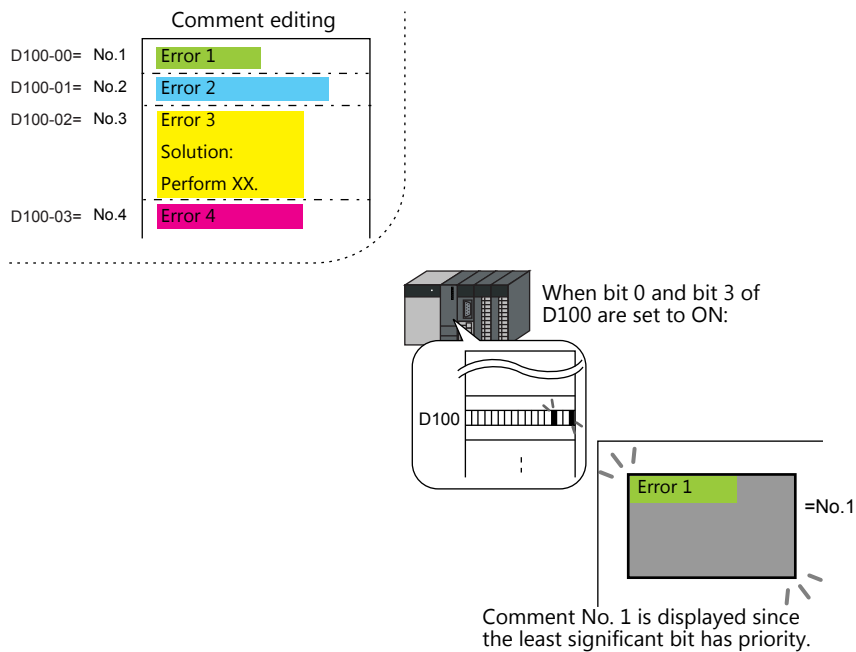 Comment editing
D100-00= No.1 Error 1
D100-01= No.2 Error 2
D100-02= No.3 Error 3
Solution:
Perform XX.
D100-03= No.4 Error 4
When bit 0 and bit 3 of
D100 are set to ON:
D100
Error 1
=No.1
Comment No. 1 is displayed since
the least significant bit has priority.